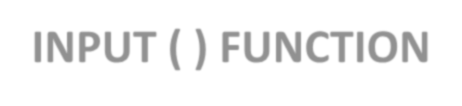 INPUT ( ) FUNCTION